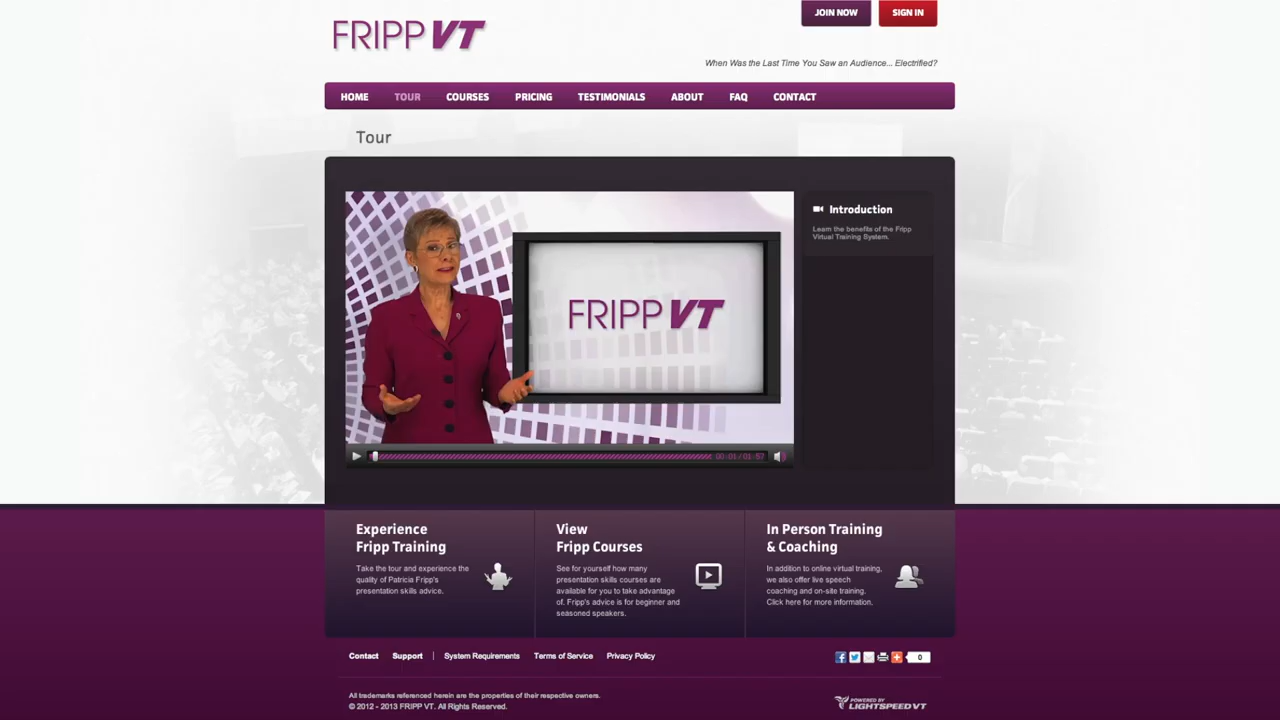 JOIN NOW
SIGN IN
FRIPP VT
When Was the Last Time You Saw an Audience... Electrified?
HOME TOUR COURSES PRICING TESTIMONIALS ABOUT FAQ CONTACT
Tour
Introduction
Learn the benefits of the Fripp
Virtual Training System.
FRIPP VT
00:01 / 01:57
Experience
Fripp Training
Take the tour and experience the
quality of Patricia Fripp's
presentation skills advice.
View
Fripp Courses
See for yourself how many
presentation skills courses are
available for you to take advantage
of. Fripp's advice is for beginner and
seasoned speakers.
In Person Training
& Coaching
In addition to online virtual training,
we also offer live speech
coaching and on-site training.
Click here for more information.
Contact Support | System Requirements Terms of Service Privacy Policy
0
All trademarks referenced herein are the properties of their respective owners.
© 2012 - 2013 FRIPP VT. All Rights Reserved.
POWERED BY
LIGHTSPEED VT